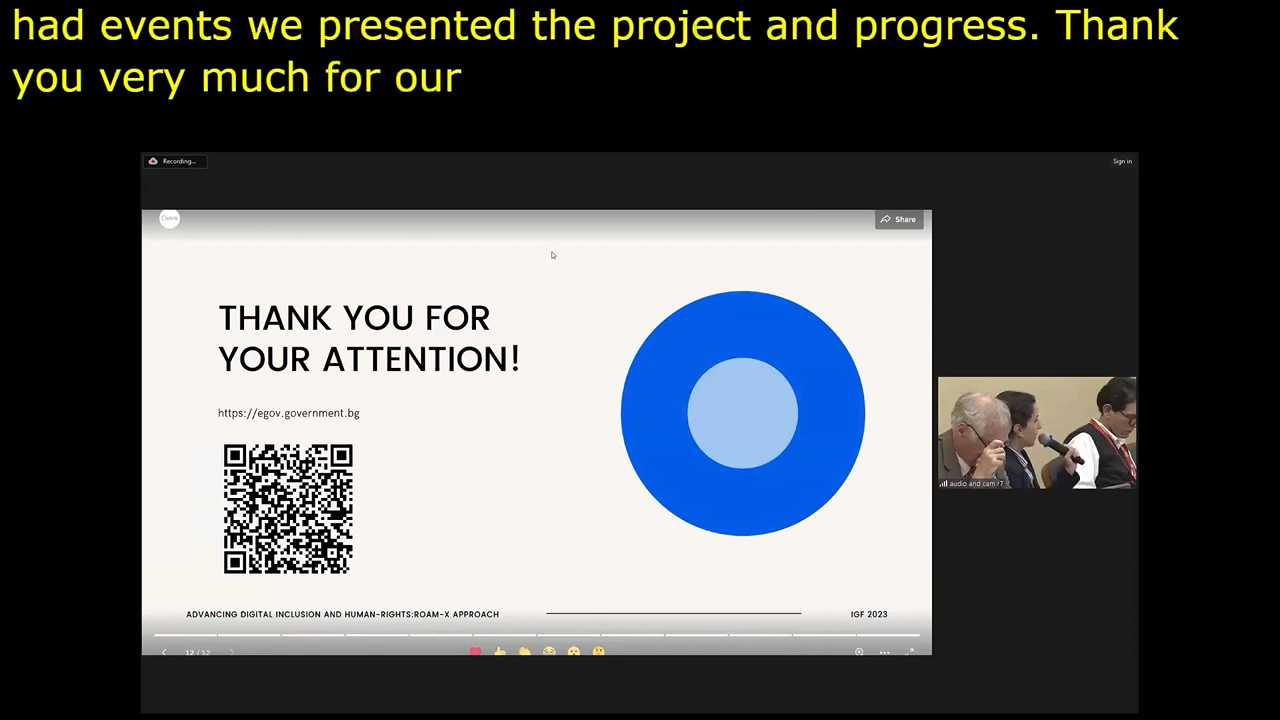 had events we presented the project and progress. Thank
you very much for our
Recording...
Sign in
Canva
Share
THANK YOU FOR
YOUR ATTENTION!
https://egov.government.bg
ADVANCING DIGITAL INCLUSION AND HUMAN-RIGHTS:ROAM-X APPROACH
IGF 2023
12 / 12
audio and cam r7